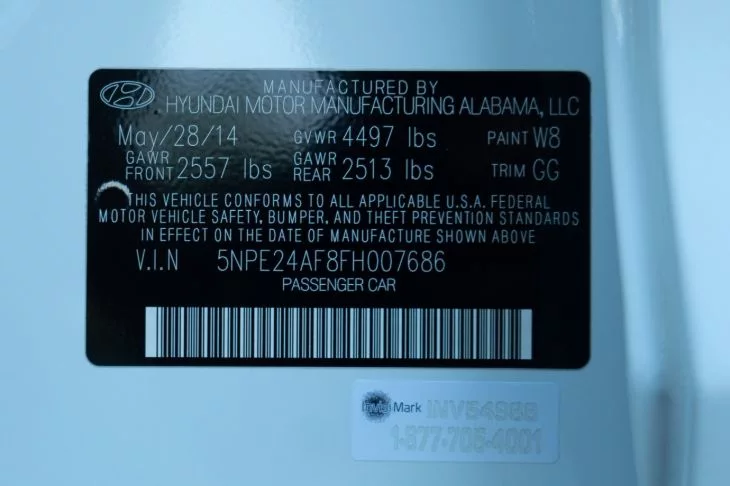 MANUFACTURED BY
HYUNDAI MOTOR MANUFACTURING ALABAMA, LLC
May/28/14 GVWR 4497 lbs PAINT W8
GAWR FRONT 2557 lbs GAWR REAR 2513 lbs TRIM GG
THIS VEHICLE CONFORMS TO ALL APPLICABLE U.S.A. FEDERAL
MOTOR VEHICLE SAFETY, BUMPER, AND THEFT PREVENTION STANDARDS
IN EFFECT ON THE DATE OF MANUFACTURE SHOWN ABOVE
V.I.N 5NPE24AF8FH007686
PASSENGER CAR
Invisi Mark
1-877-705-4001